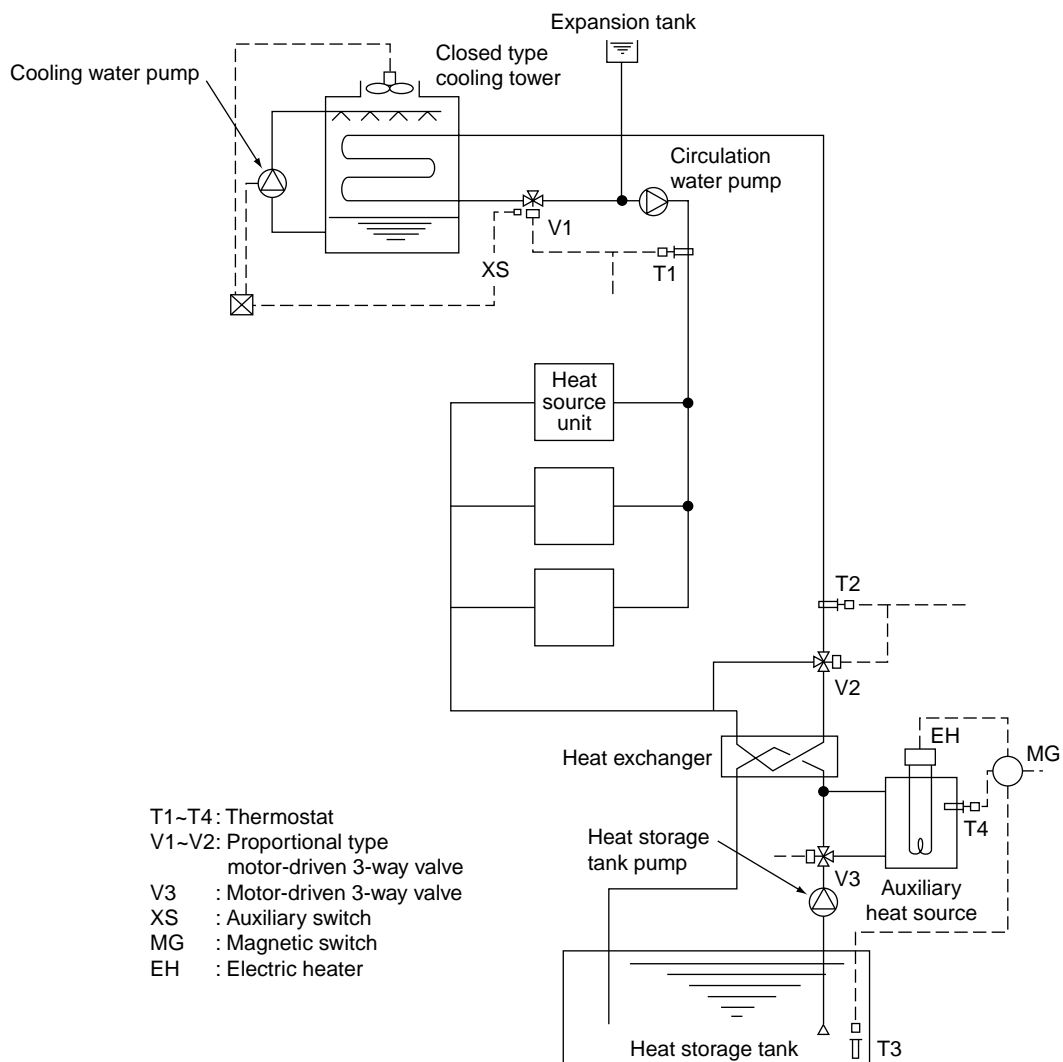 Expansion tank
Closed type
cooling tower
Cooling water pump
Circulation
water pump
V1
XS
T1
Heat
source
unit
T2
V2
Heat exchanger
EH
MG
T4
Heat storage
tank pump
V3
Auxiliary
heat source
T1~T4 : Thermostat
V1~V2 : Proportional type
motor-driven 3-way valve
V3 : Motor-driven 3-way valve
XS : Auxiliary switch
MG : Magnetic switch
EH : Electric heater
Heat storage tank
T3